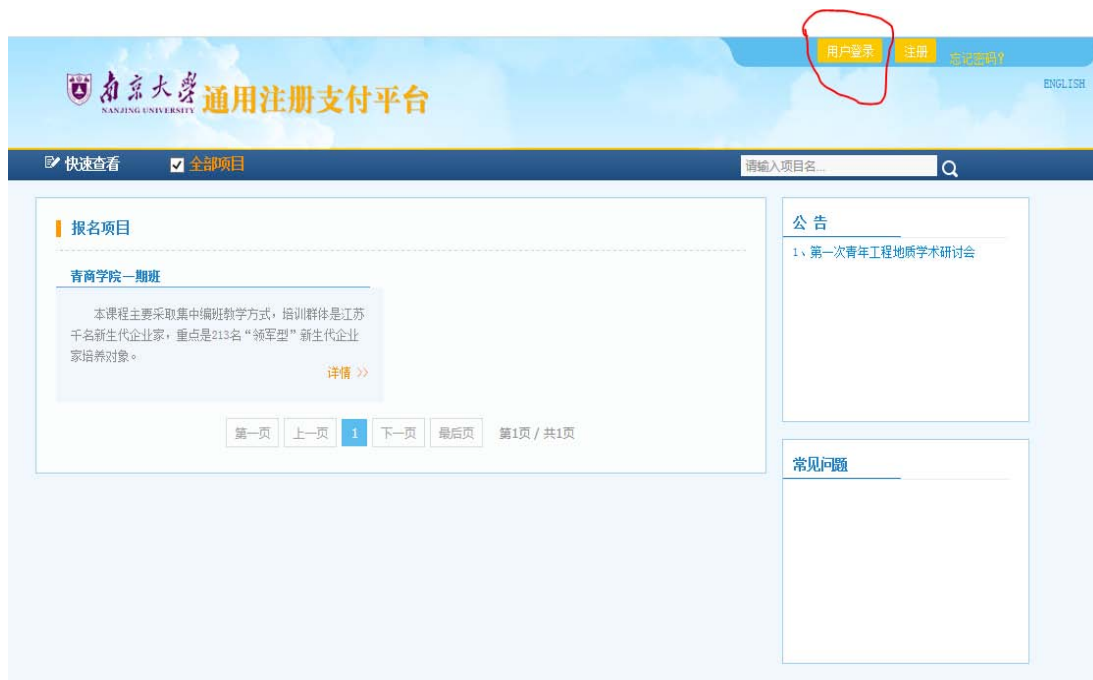 用户登录 注册 忘记密码?
ENGLISH
南京大学
NANJING UNIVERSITY
通用注册支付平台
快速查看 全部项目 请输入项目名...
报名项目
青商学院一期班
本课程主要采取集中编班教学方式，培训群体是江苏
千名新生代企业家，重点是213名“领军型”新生代企业
家培养对象。
详情 >>
第一页 上一页 1 下一页 最后页 第1页 / 共1页
公 告
1、第一次青年工程地质学术研讨会
常见问题